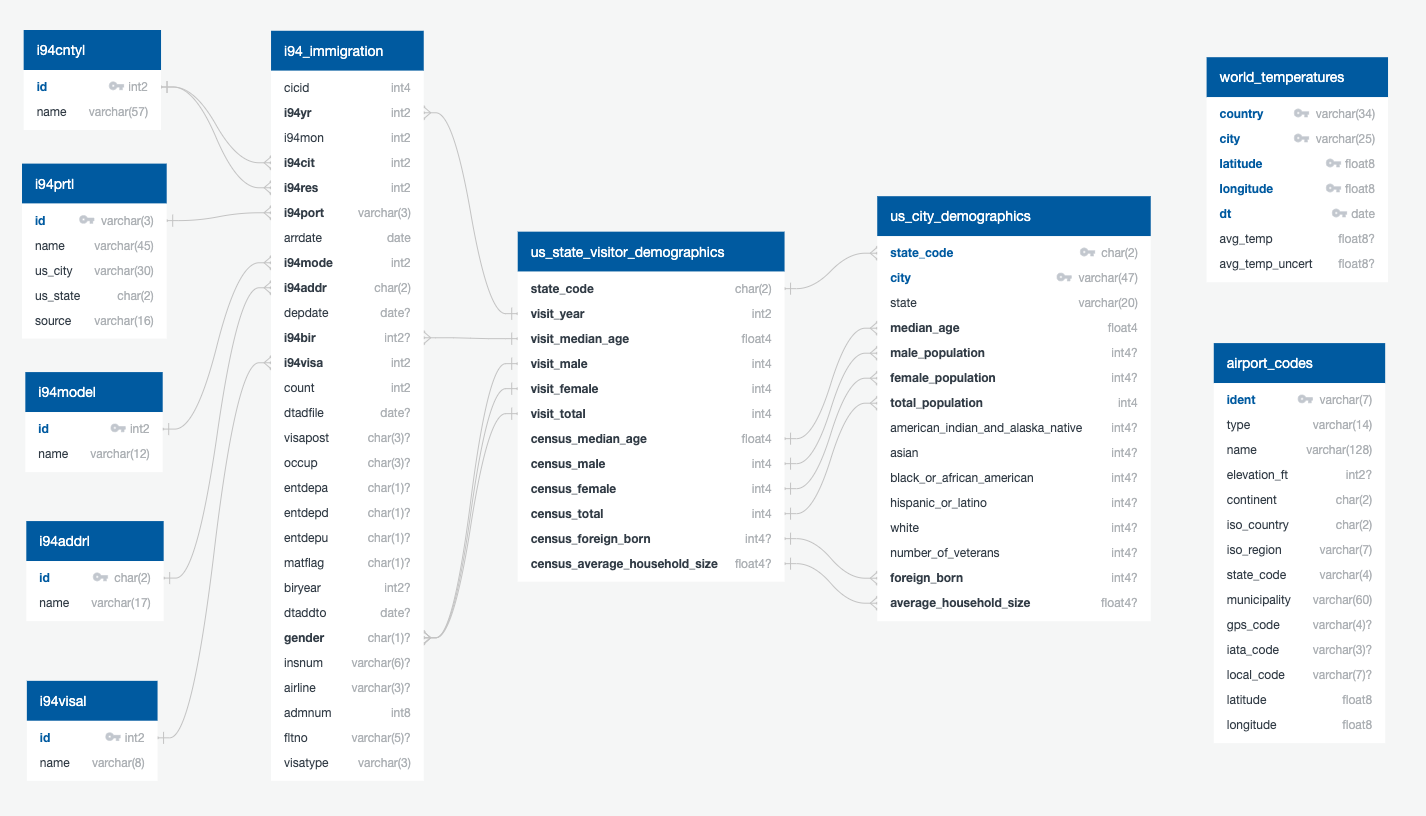 i94cntyl
id int2
name varchar(57)
i94prtl
id varchar(3)
name varchar(45)
us_city varchar(30)
us_state char(2)
source varchar(16)
i94model
id int2
name varchar(12)
i94addrl
id char(2)
name varchar(17)
i94visal
id int2
name varchar(8)
i94_immigration
cicid int4
i94yr int2
i94mon int2
i94cit int2
i94res int2
i94port varchar(3)
arrdate date
i94mode int2
i94addr char(2)
depdate date?
i94bir int2?
i94visa int2
count int2
dtadfile date?
visapost char(3)?
occup char(3)?
entdepa char(1)?
entdepd char(1)?
entdepu char(1)?
matflag char(1)?
biryear int2?
dtaddto date?
gender char(1)?
insnum varchar(6)?
airline varchar(3)?
admnum int8
fltno varchar(5)?
visatype varchar(3)
us_state_visitor_demographics
state_code char(2)
visit_year int2
visit_median_age float4
visit_male int4
visit_female int4
visit_total int4
census_median_age float4
census_male int4
census_female int4
census_total int4
census_foreign_born int4?
census_average_household_size float4?
us_city_demographics
state_code char(2)
city varchar(47)
state varchar(20)
median_age float4
male_population int4?
female_population int4?
total_population int4
american_indian_and_alaska_native int4?
asian int4?
black_or_african_american int4?
hispanic_or_latino int4?
white int4?
number_of_veterans int4?
foreign_born int4?
average_household_size float4?
world_temperatures
country varchar(34)
city varchar(25)
latitude float8
longitude float8
dt date
avg_temp float8?
avg_temp_uncert float8?
airport_codes
ident varchar(7)
type varchar(14)
name varchar(128)
elevation_ft int2?
continent char(2)
iso_country char(2)
iso_region varchar(7)
state_code varchar(4)
municipality varchar(60)
gps_code varchar(4)?
iata_code varchar(3)?
local_code varchar(7)?
latitude float8
longitude float8